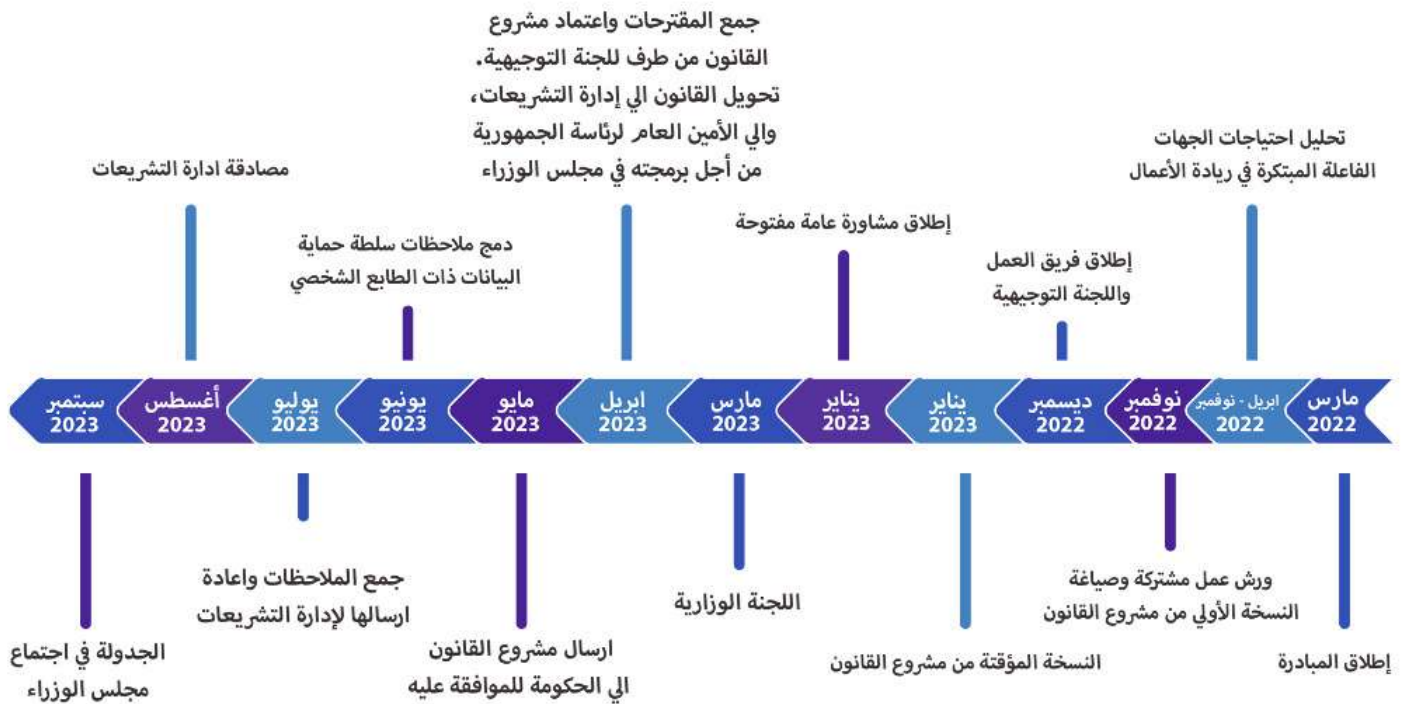 جمع المقترحات واعتماد مشروع
القانون من طرف للجنة التوجيهية.
تحويل القانون الي إدارة التشريعات،
والي الأمين العام لرئاسة الجمهورية
من أجل برمجته في مجلس الوزراء
تحليل احتياجات الجهات
الفاعلة المبتكرة في ريادة الأعمال
إطلاق فريق العمل
واللجنة التوجيهية
إطلاق مشاورة عامة مفتوحة
دمج ملاحظات سلطة حماية
البيانات ذات الطابع الشخصي
مصادقة ادارة التشريعات
مارس
2022
ابريل - نوفمبر
2022
نوفمبر
2022
ديسمبر
2022
يناير
2023
يناير
2023
مارس
2023
ابريل
2023
مايو
2023
يونيو
2023
يوليو
2023
أغسطس
2023
سبتمبر
2023
إطلاق المبادرة
ورش عمل مشتركة وصياغة
النسخة الأولي من مشروع القانون
النسخة المؤقتة من مشروع القانون
اللجنة الوزارية
ارسال مشروع القانون
الي الحكومة للموافقة عليه
جمع الملاحظات واعادة
ارسالها لإدارة التشريعات
الجدولة في اجتماع
مجلس الوزراء